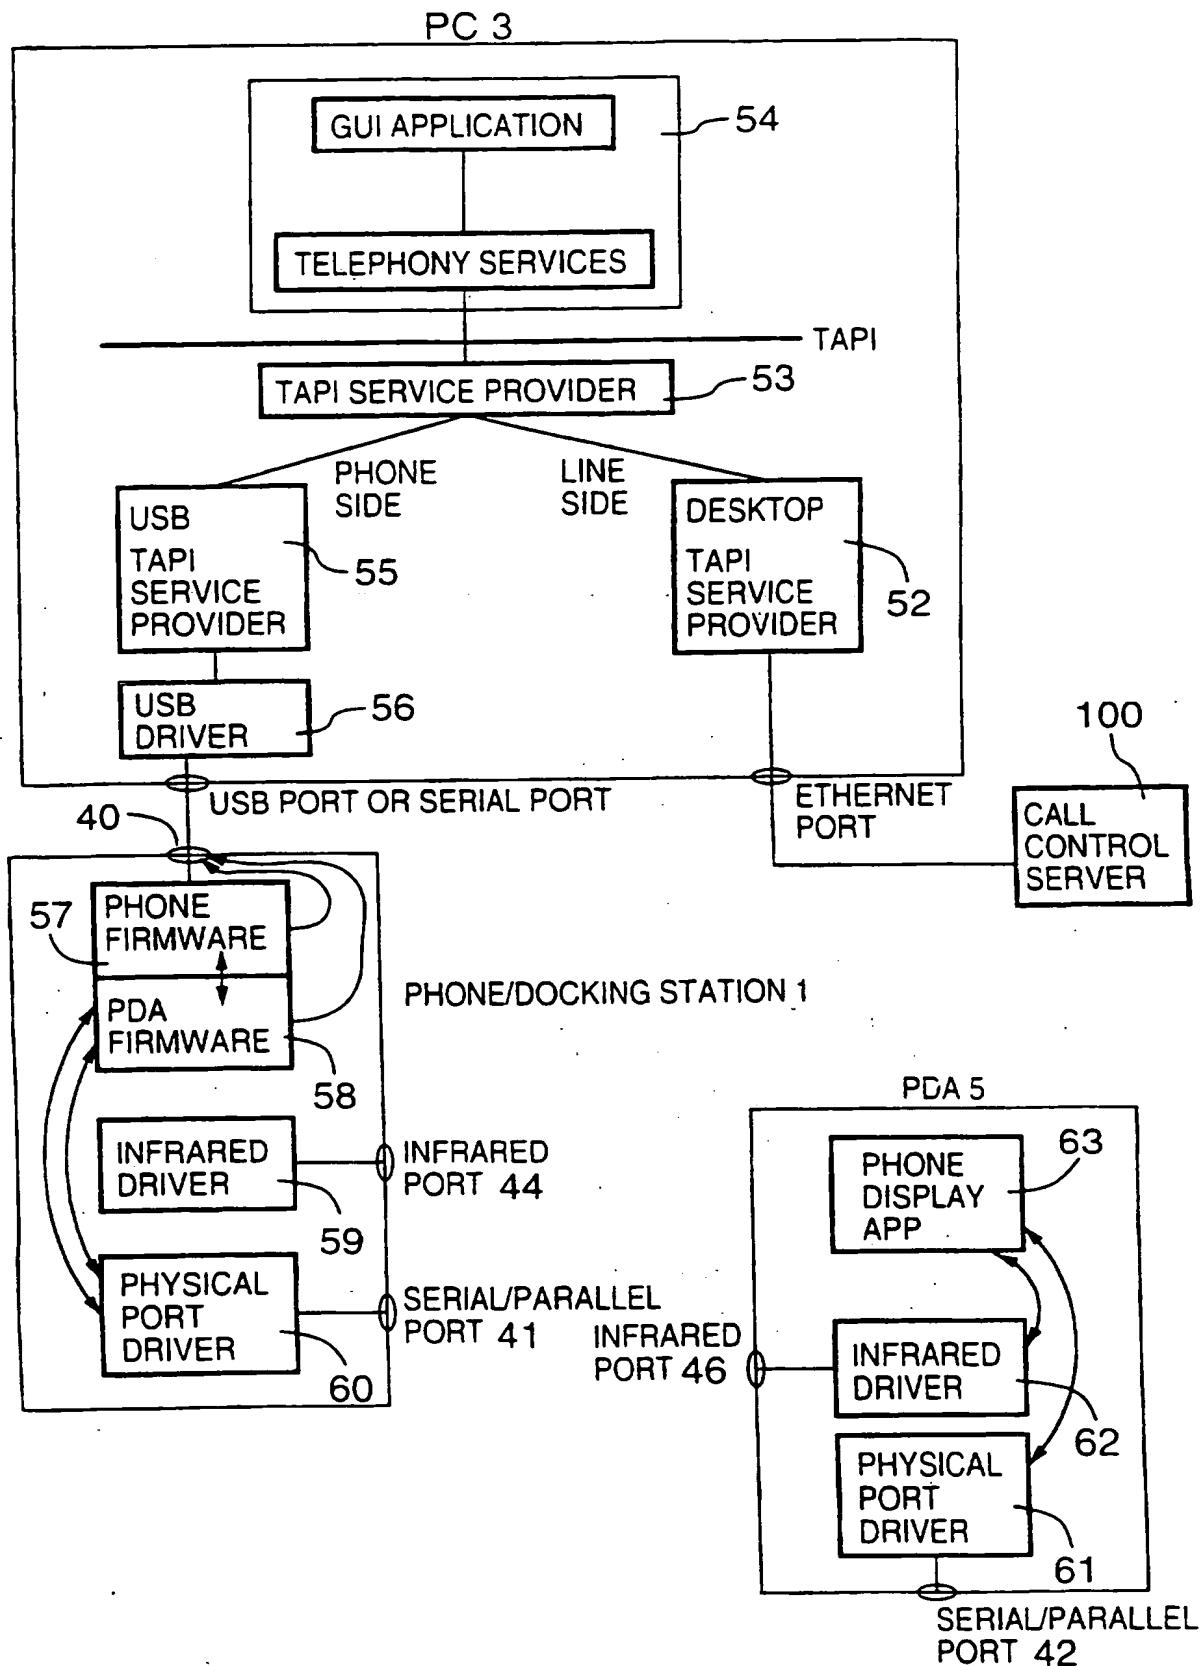 PC 3
GUI APPLICATION
54
TELEPHONY SERVICES
TAPI
TAPI SERVICE PROVIDER
53
PHONE
SIDE
LINE
SIDE
USB
TAPI
SERVICE
PROVIDER
55
DESKTOP
TAPI
SERVICE
PROVIDER
52
USB
DRIVER
56
100
USB PORT OR SERIAL PORT
ETHERNET
PORT
CALL
CONTROL
SERVER
40
PHONE
FIRMWARE
57
PDA
FIRMWARE
58
PHONE/DOCKING STATION 1
INFRARED
DRIVER
59
INFRARED
PORT 44
PHYSICAL
PORT
DRIVER
60
SERIAL/PARALLEL
PORT 41
PDA 5
PHONE
DISPLAY
APP
63
INFRARED
PORT 46
INFRARED
DRIVER
62
PHYSICAL
PORT
DRIVER
61
SERIAL/PARALLEL
PORT 42